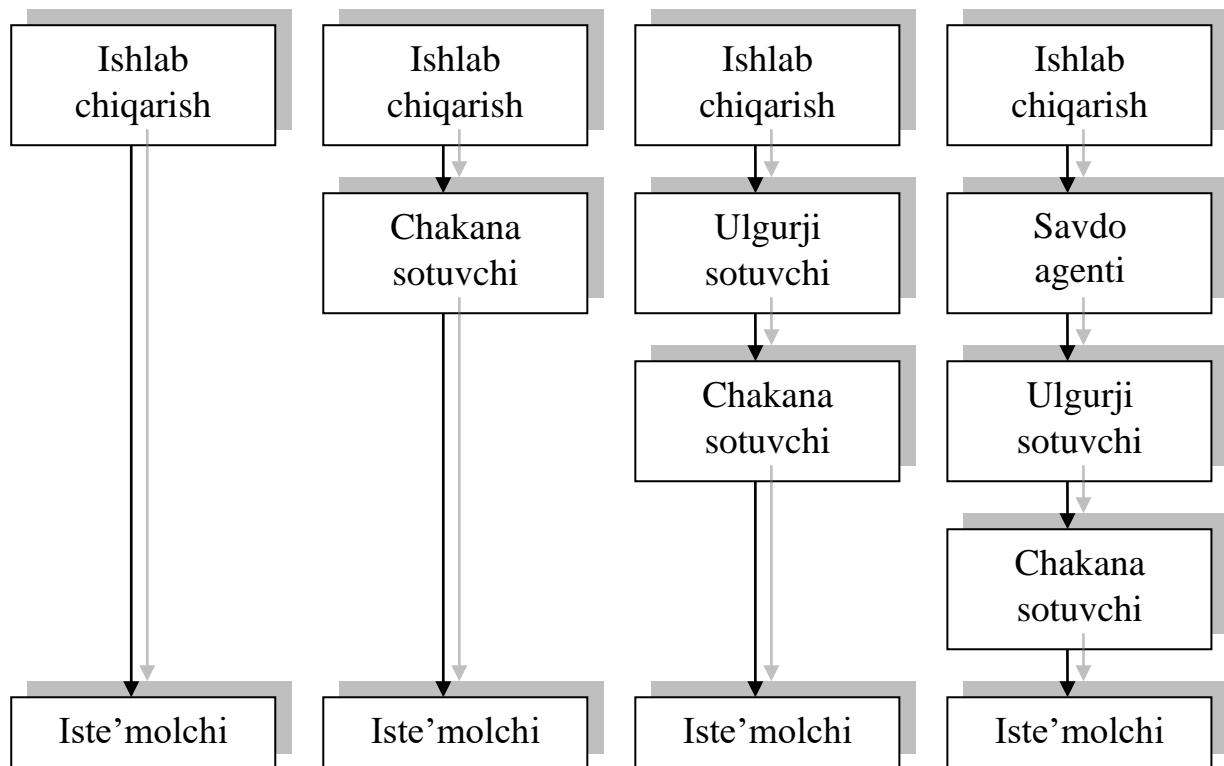 Ishlab
chiqarish
Iste’molchi
Ishlab
chiqarish
Chakana
sotuvchi
Iste’molchi
Ishlab
chiqarish
Ulgurji
sotuvchi
Chakana
sotuvchi
Iste’molchi
Ishlab
chiqarish
Savdo
agenti
Ulgurji
sotuvchi
Chakana
sotuvchi
Iste’molchi